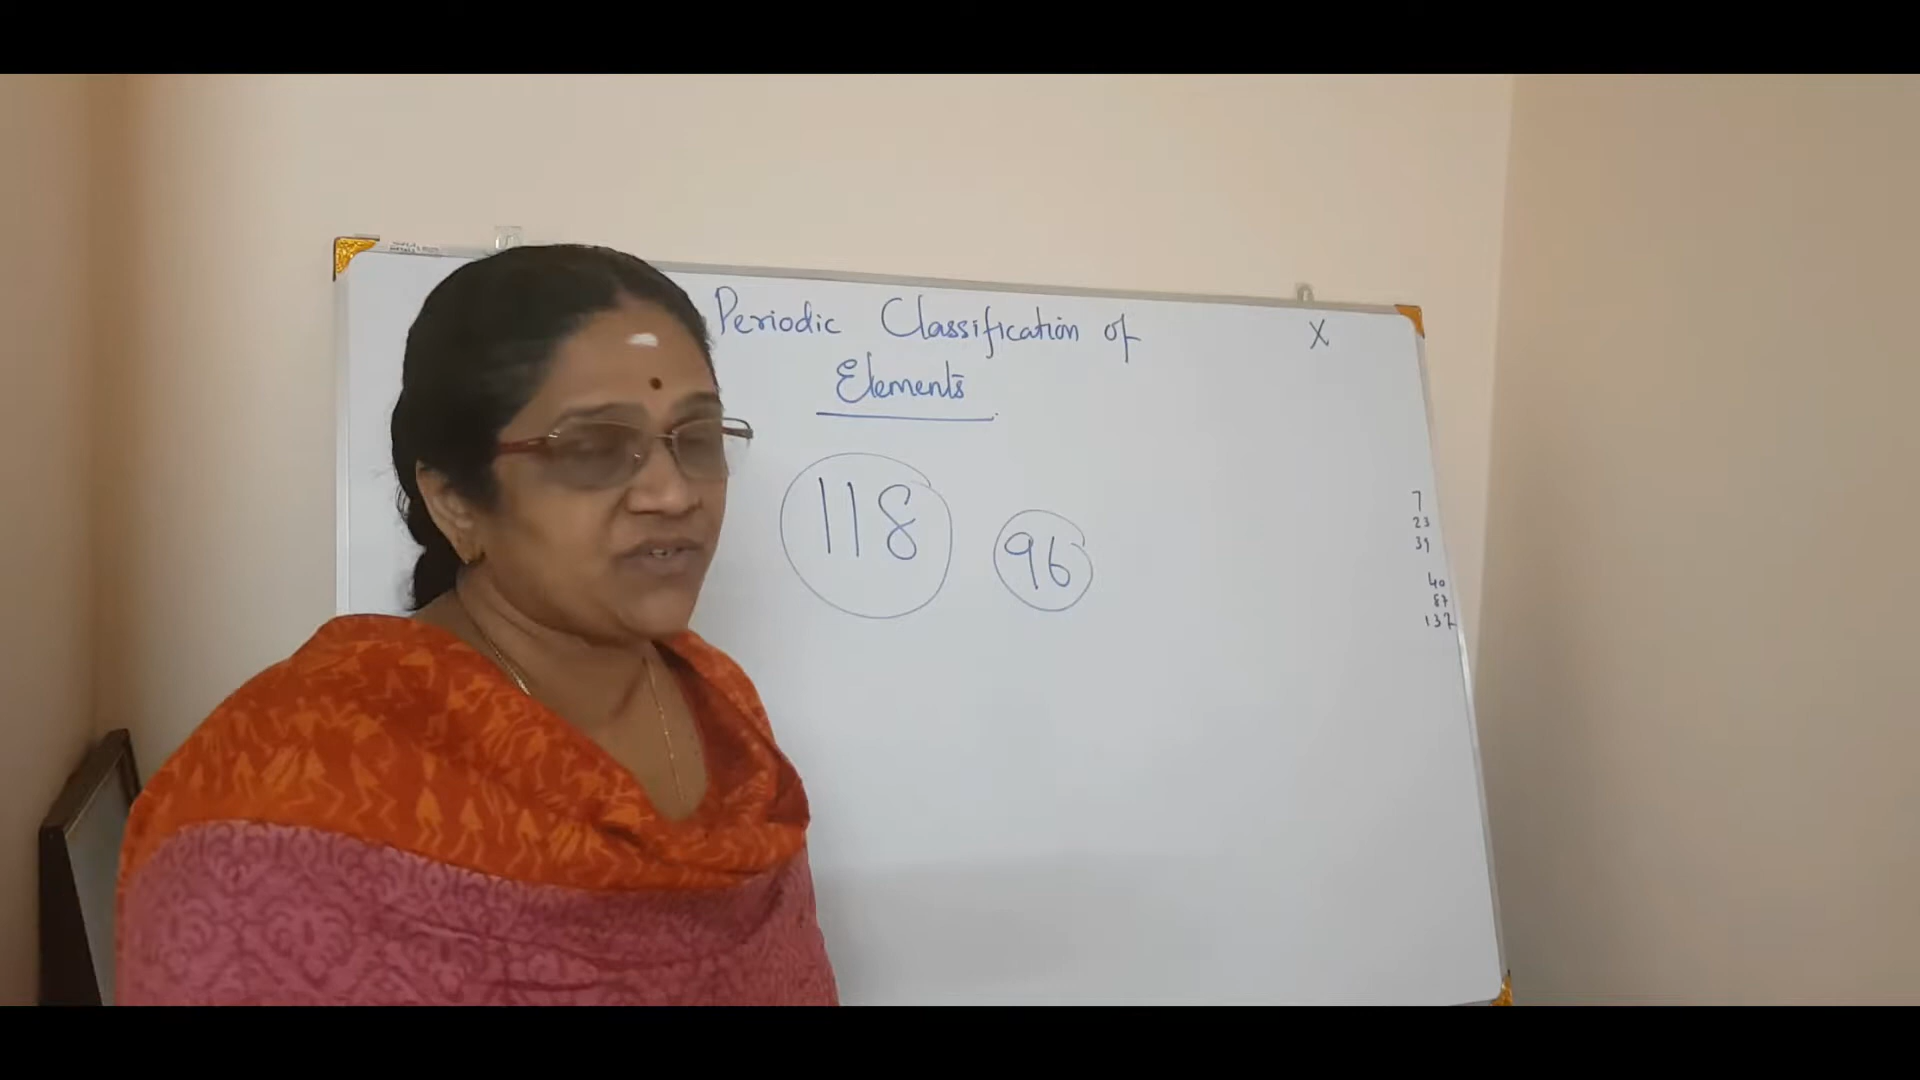 Periodic Classification of
X
Elements
118
96
7
23
39
40
87
137